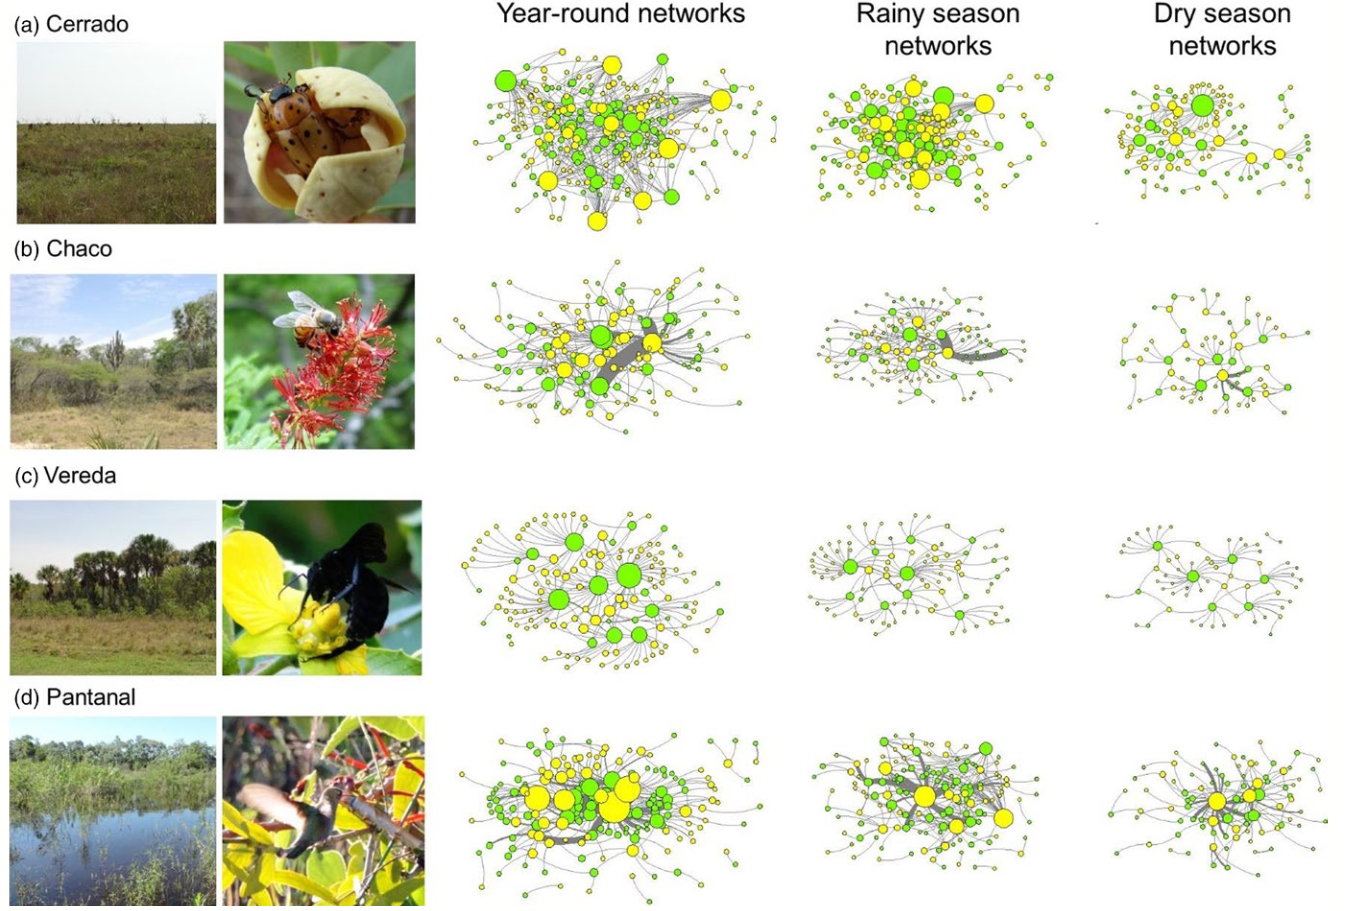 (a) Cerrado
Year-round networks
Rainy season
networks
Dry season
networks
(b) Chaco
(c) Vereda
(d) Pantanal